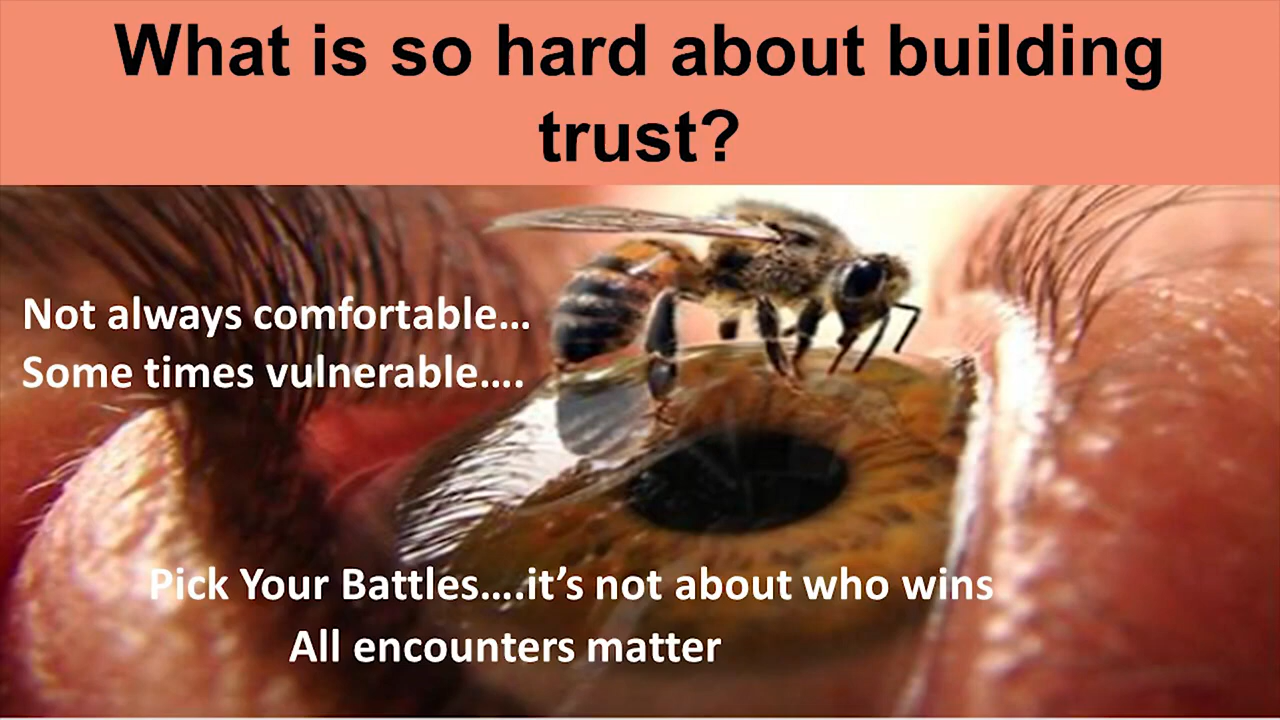 What is so hard about building
trust?
Not always comfortable...
Some times vulnerable....
Pick Your Battles....it’s not about who wins
All encounters matter